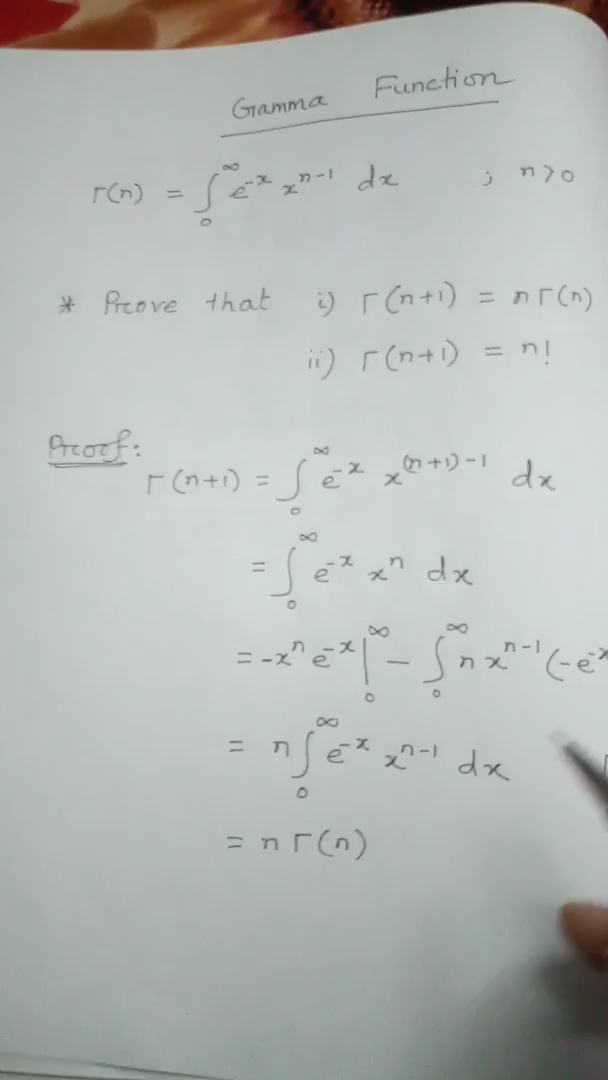 Gamma Function
Γ(n) = ∫₀^∞ e^-x x^n-1 dx ; n>0
* Prove that i) Γ(n+1) = nΓ(n)
ii) Γ(n+1) = n!
Proof:
Γ(n+1) = ∫₀^∞ e^-x x^(n+1)-1 dx
= ∫₀^∞ e^-x x^n dx
= -x^n e^-x |₀^∞ - ∫₀^∞ n x^n-1 (-e^-x
= n ∫₀^∞ e^-x x^n-1 dx
= n Γ(n)